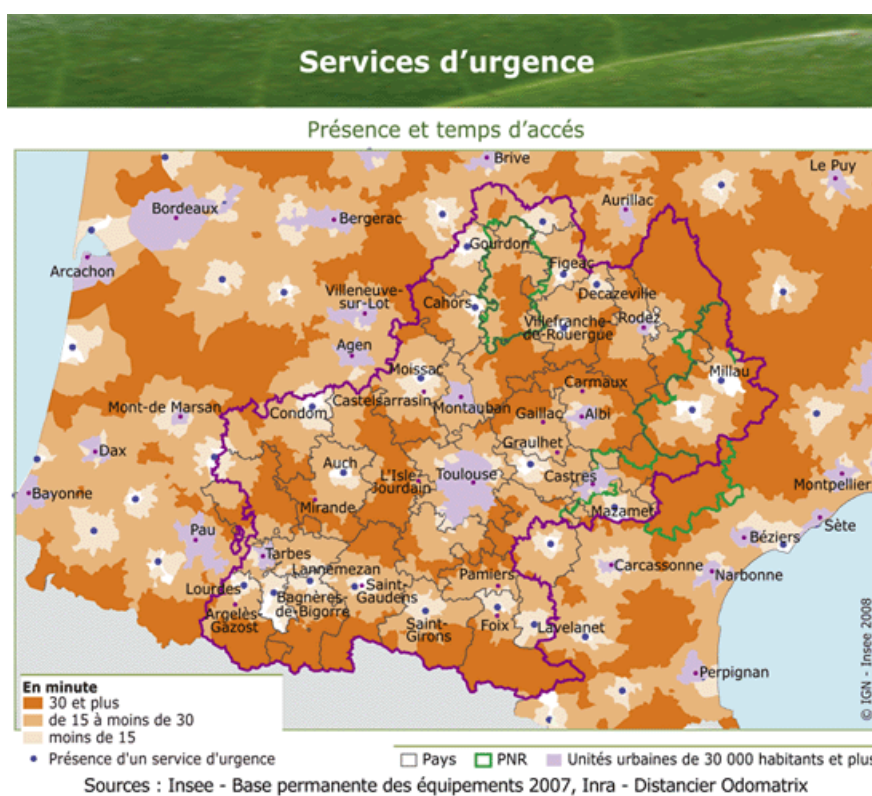 Services d'urgence
Présence et temps d'accés
Brive
Le Puy
Aurillac
Bordeaux
Bergerac
Gourdon
Arcachon
Figeac
Decazeville
Villeneuve-
sur-Lot
Cahors
Villefranche-
de-Rouergue
Rodez
Agen
Moissac
Millau
Carmaux
Castelsarrasin
Mont-de Marsan
Condom
Montauban
Gaillac
Albi
Graulhet
Dax
Auch
L'Isle
Jourdain
Toulouse
Castres
Montpellier
Bayonne
Mirande
Mazamet
Sète
Pau
Béziers
Tarbes
Lannemezan
Carcassonne
Narbonne
Lourdes
Bagnères-
de-Bigorre
Saint-
Gaudens
Pamiers
Argelès-
Gazost
Saint-
Girons
Foix
Lavelanet
Perpignan
© IGN - Insee 2008
En minute
30 et plus
de 15 à moins de 30
moins de 15
Présence d'un service d'urgence
Pays
PNR
Unités urbaines de 30 000 habitants et plus
Sources : Insee - Base permanente des équipements 2007, Inra - Distancier Odomatrix